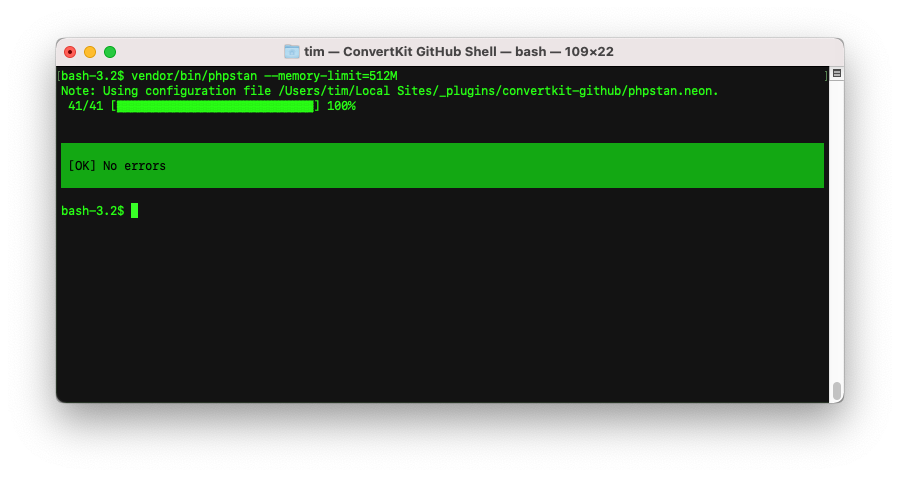 tim — ConvertKit GitHub Shell — bash — 109×22
[bash-3.2$ vendor/bin/phpstan --memory-limit=512M ]
Note: Using configuration file /Users/tim/Local Sites/_plugins/convertkit-github/phpstan.neon.
41/41 [▓▓▓▓▓▓▓▓▓▓▓▓▓▓▓▓▓▓▓▓▓▓▓▓▓▓▓▓] 100%
[OK] No errors
bash-3.2$